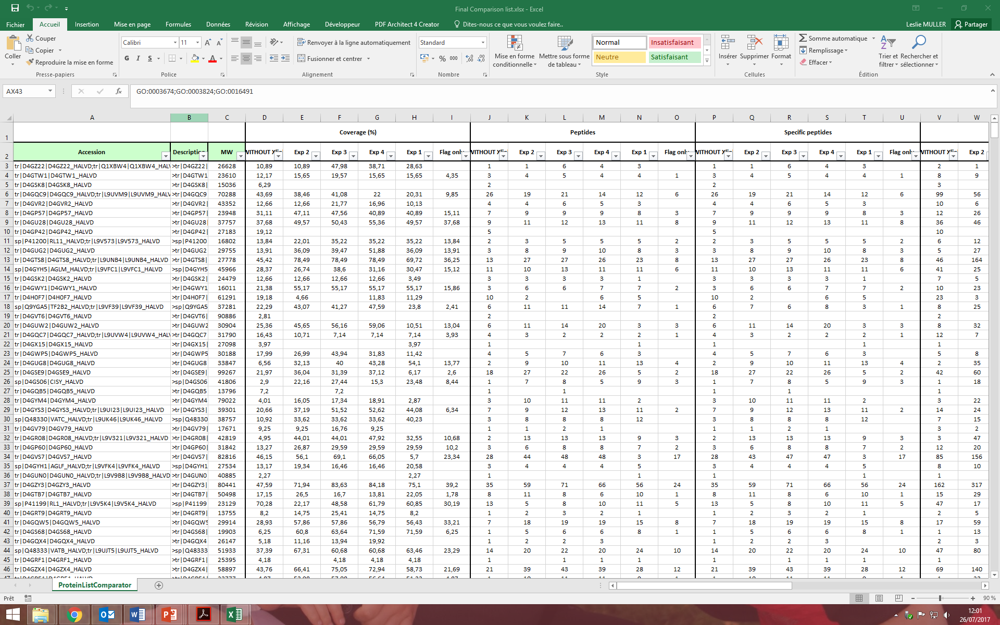 Final Comparison list.xlsx - Excel
Fichier Accueil Insertion Mise en page Formules Données Révision Affichage Développeur PDF Architect 4 Creator Dites-nous ce que vous voulez faire.. Leslie MULLER Partager
Coller Couper Calibri 11 Renvoyer à la ligne automatiquement Standard Normal Insatisfaisant Somme automatique
Copier Mise en forme conditionnelle Mettre sous forme de tableau Insérer Supprimer Format Remplissage Trier et filtrer Rechercher et sélectionner
Reproduire la mise en forme G I S A Fusionner et centrer % 000 Neutre Satisfaisant Effacer
Presse-papiers Police Alignement Nombre Style Cellules Édition
AX43 fx GO:0003674;GO:0003824;GO:0016491
A B C D E F G H I J K L M N O P Q R S T U V W
1 Coverage (%) Peptides Specific peptides
2 Accession MW Exp 2 Exp 3 Exp 4 Exp 1 Exp 2 Exp 3 Exp 4 Exp 1 Exp 2 Exp 3 Exp 4 Exp 1 Exp 2
3 tr|D4GZ22|D4GZ22_HALVD;tr|Q1XBW4|Q1XBW4_HALV >tr|D4GZ22| 26628 10,89 10,89 47,98 38,71 28,63 1 1 6 4 3 1 1 6 4 3 2 1
4 tr|D4GTW1|D4GTW1_HALVD >tr|D4GTW1 23610 12,17 15,65 19,57 15,65 15,65 4,35 3 4 5 4 4 1 3 4 5 4 4 1 8 9
5 tr|D4GSK8|D4GSK8_HALVD >tr|D4GSK8| 15036 6,29 2 2 3
6 tr|D4GQC9|D4GQC9_HALVD;tr|L9UVM9|L9UVM9_HALV >tr|D4GQC9 70288 43,69 38,46 41,08 22 20,31 9,85 26 19 21 14 12 6 26 19 21 14 12 6 99 56
7 tr|D4GVR2|D4GVR2_HALVD >tr|D4GVR2| 43352 12,66 12,66 21,77 16,96 10,13 4 4 6 5 3 4 4 6 5 3 10 6
8 tr|D4GP57|D4GP57_HALVD >tr|D4GP57| 23948 31,11 47,11 47,56 40,89 40,89 15,11 7 9 9 9 8 3 7 9 9 9 8 3 12 26
9 tr|D4GU28|D4GU28_HALVD >tr|D4GU28| 37757 37,68 49,57 50,43 55,36 49,57 37,68 9 11 12 13 11 8 9 11 12 13 11 8 36 46
10 tr|D4GP42|D4GP42_HALVD >tr|D4GP42| 27183 19,12 5 5 10
11 sp|P41200|RL11_HALVD;tr|L9V573|L9V573_HALVD >sp|P41200 16802 13,84 22,01 35,22 35,22 35,22 13,84 2 3 5 5 5 2 2 3 5 5 5 2 6 12
12 tr|D4GUG2|D4GUG2_HALVD >tr|D4GUG2 29755 13,91 36,09 39,47 51,88 36,09 13,91 3 8 9 10 8 3 3 8 9 10 8 3 5 27
13 tr|D4GTS8|D4GTS8_HALVD;tr|L9UNB4|L9UNB4_HALVD >tr|D4GTS8| 27778 45,42 78,49 78,49 78,49 69,72 36,25 13 27 27 26 23 8 13 27 27 26 23 8 46 164
14 sp|D4GYH5|AGLM_HALVD;tr|L9VFC1|L9VFC1_HALVD >sp|D4GYH5 45966 28,37 26,74 38,6 31,16 30,47 15,12 11 10 13 11 11 6 11 10 13 11 11 6 41 25
15 tr|D4GSK2|D4GSK2_HALVD >tr|D4GSK2| 24479 12,66 12,66 12,66 12,66 3,49 3 3 3 3 1 3 3 3 3 1 7 5
16 tr|D4GWY1|D4GWY1_HALVD >tr|D4GWY1 16011 21,38 55,17 55,17 55,17 55,17 15,86 3 6 6 7 7 2 3 6 6 7 7 2 10 23
17 tr|D4H0F7|D4H0F7_HALVD >tr|D4H0F7| 61291 19,18 4,66 11,83 11,29 10 2 6 5 10 2 6 5 23 3
18 sp|Q9YGA5|TF2B2_HALVD;tr|L9VF39|L9VF39_HALVD >sp|Q9YGA5 37281 22,29 43,07 41,27 47,59 23,8 2,41 6 11 11 14 7 1 6 7 6 8 3 1 8 25
19 tr|D4GVT6|D4GVT6_HALVD >tr|D4GVT6| 90886 2,81 2 2 2
20 tr|D4GUW2|D4GUW2_HALVD >tr|D4GUW2 30904 25,36 45,65 56,16 59,06 10,51 13,04 6 11 14 20 3 3 6 11 14 20 3 3 8 32
21 tr|D4GQC7|D4GQC7_HALVD;tr|L9UVW4|L9UVW4_HALV >tr|D4GQC7 31790 16,43 10,71 7,14 7,14 7,14 3,93 4 3 2 2 2 1 4 3 2 2 2 1 12 7
22 tr|D4GX15|D4GX15_HALVD >tr|D4GX15| 27098 3,97 3,97 1 1 1 1 1
23 tr|D4GWP5|D4GWP5_HALVD >tr|D4GWP5 30188 17,99 26,99 43,94 31,83 11,42 4 5 7 6 3 4 5 7 6 3 5 8
24 tr|D4GUG8|D4GUG8_HALVD >tr|D4GUG8 33847 6,56 32,13 40 43,28 54,1 13,77 2 9 10 11 13 4 2 9 10 11 13 4 2 35
25 tr|D4GSE9|D4GSE9_HALVD >tr|D4GSE9| 99267 21,97 36,04 31,39 37,12 6,17 2,6 18 27 22 26 5 2 18 27 22 26 5 2 42 60
26 sp|D4GS06|CISY_HALVD >sp|D4GS06 41806 2,9 22,16 27,44 15,3 23,48 8,44 1 7 8 5 9 3 1 7 8 5 9 3 1 18
27 tr|D4GQB5|D4GQB5_HALVD >tr|D4GQB5 13796 7,2 7,2 1 1 1 1 1
28 tr|D4GYM4|D4GYM4_HALVD >tr|D4GYM4 79022 4,01 16,05 17,34 18,91 2,87 3 10 11 11 2 3 10 11 11 2 3 22
29 tr|D4GYS3|D4GYS3_HALVD;tr|L9UI23|L9UI23_HALVD >tr|D4GYS3| 39301 20,66 37,19 51,52 52,62 44,08 6,34 7 9 12 13 11 2 7 9 12 13 11 2 14 24
30 sp|Q48330|VATC_HALVD;tr|L9UK46|L9UK46_HALVD >sp|Q48330 38757 10,92 33,62 33,62 33,62 40,23 3 8 8 8 12 3 8 8 8 12 7 15
31 tr|D4GV79|D4GV79_HALVD >tr|D4GV79| 17671 9,25 9,25 16,76 9,25 1 1 2 1 1 1 2 1 3 2
32 tr|D4GR08|D4GR08_HALVD;tr|L9V321|L9V321_HALVD >tr|D4GR08| 42819 4,95 44,01 44,01 47,92 32,55 10,68 2 13 13 13 9 3 2 13 13 13 9 3 3 47
33 tr|D4GP60|D4GP60_HALVD >tr|D4GP60| 31842 13,27 26,87 29,59 29,59 29,59 10,2 3 6 8 8 7 2 3 6 8 8 7 2 12 20
34 tr|D4GVS7|D4GVS7_HALVD >tr|D4GVS7| 82816 46,15 56,1 69,1 66,05 5,7 23,34 28 44 48 48 3 17 28 43 47 47 3 17 85 156
35 sp|D4GYH1|AGLF_HALVD;tr|L9VFK4|L9VFK4_HALVD >sp|D4GYH1 27534 13,17 19,34 16,46 16,46 20,58 3 4 4 4 5 3 4 4 4 5 8 10
36 tr|D4GUN0|D4GUN0_HALVD;tr|L9V9B8|L9V9B8_HALVD >tr|D4GUN0 40885 2,27 2,27 1 1 1 1 1
37 tr|D4GZY3|D4GZY3_HALVD >tr|D4GZY3| 80441 47,59 71,94 83,63 84,18 75,1 39,2 35 59 71 66 56 24 35 59 71 66 56 24 162 317
38 tr|D4GTB7|D4GTB7_HALVD >tr|D4GTB7| 50498 17,15 26,5 16,7 13,81 22,05 1,78 8 11 8 6 10 1 8 11 8 6 10 1 15 29
39 sp|P41199|RL1_HALVD;tr|L9V5K4|L9V5K4_HALVD >sp|P41199 23129 70,28 22,17 48,58 61,79 60,85 30,19 13 5 8 10 11 5 13 5 8 10 11 5 47 17
40 tr|D4GRT9|D4GRT9_HALVD >tr|D4GRT9| 13755 8,2 14,75 25,41 14,75 8,2 1 2 3 2 1 1 2 3 2 1 2 5
41 tr|D4GQW5|D4GQW5_HALVD >tr|D4GQW5 29914 28,93 57,86 57,86 56,79 56,43 33,21 7 18 19 19 15 8 7 18 19 19 15 8 17 59
42 tr|D4GS68|D4GS68_HALVD >tr|D4GS68| 19903 6,25 60,8 63,64 71,59 71,59 6,25 1 5 6 6 8 1 1 5 6 6 8 1 1 13
43 tr|D4GQX4|D4GQX4_HALVD >tr|D4GQX4 26147 5,18 11,16 13,94 19,92 1 2 2 3 1 2 2 3 2 3
44 sp|Q48333|VATB_HALVD;tr|L9UJT5|L9UJT5_HALVD >sp|Q48333 51933 37,39 67,31 60,68 60,68 63,46 23,29 14 20 22 20 24 10 14 20 22 20 24 10 47 80
45 tr|D4GRF1|D4GRF1_HALVD >tr|D4GRF1| 25395 4,18 4,18 4,18 4,18 1 1 1 1 1 1 1 1 1
46 tr|D4GZX4|D4GZX4_HALVD >tr|D4GZX4| 58897 43,76 66,41 75,05 72,94 58,73 21,69 21 39 43 39 28 12 21 39 43 39 28 12 69 140
ProteinListComparator
Prêt 90 %
12:01
26/07/2017